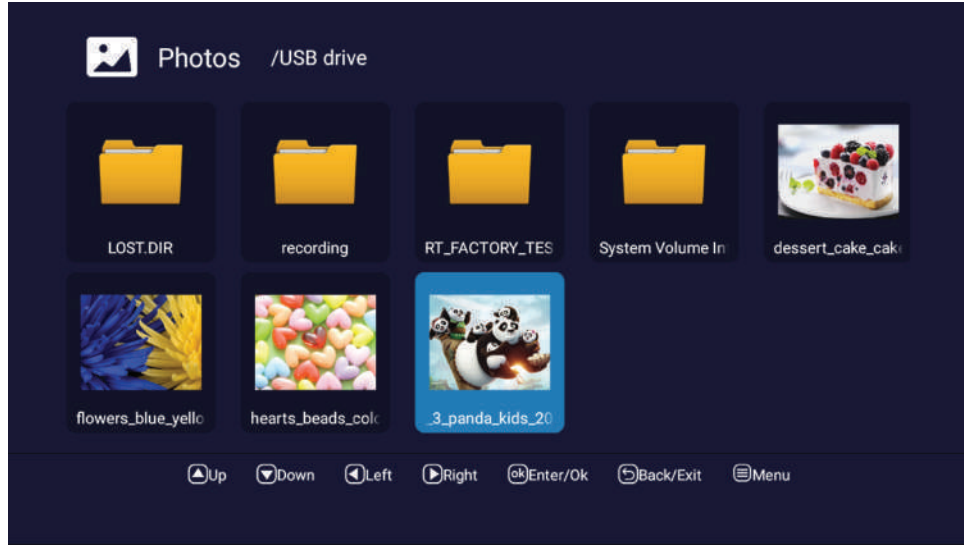 Photos /USB drive
LOST.DIR recording RT_FACTORY_TES System Volume In dessert_cake_cak
flowers_blue_yello hearts_beads_colo _3_panda_kids_20
Up Down Left Right ok Enter/Ok Back/Exit Menu